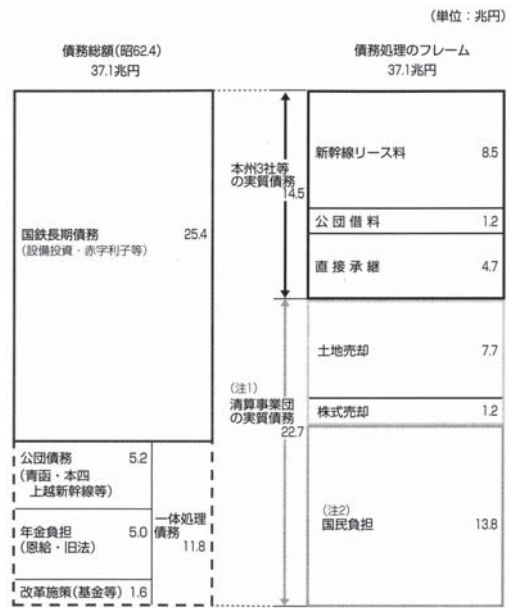 (単位:兆円)
債務総額(昭62.4)
37.1兆円
債務処理のフレーム
37.1兆円
国鉄長期債務 25.4
(設備投資・赤字利子等)
公団債務 5.2
(青函・本四
上越新幹線等)
年金負担 5.0
(恩給・旧法)
改革施策(基金等) 1.6
一体処理
債務
11.8
本州3社等
の実質債務
14.5
(注1)
清算事業団
の実質債務
22.7
新幹線リース料 8.5
公団借料 1.2
直接承継 4.7
土地売却 7.7
株式売却 1.2
(注2)
国民負担 13.8